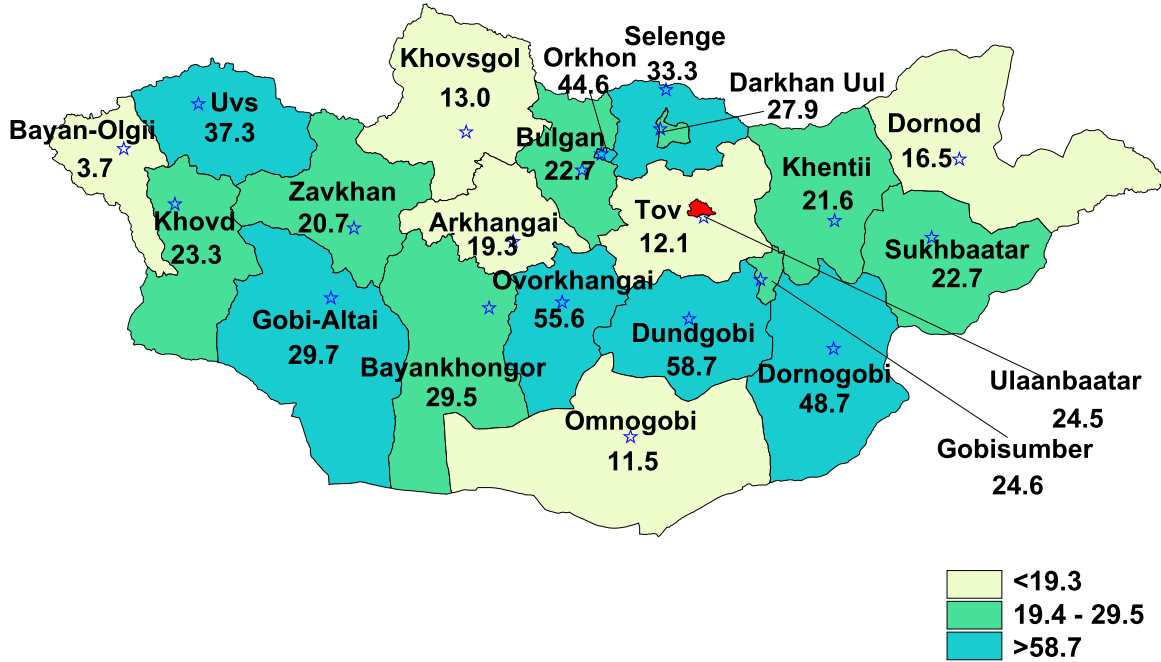 Selenge
33.3
Orkhon
44.6
Khovsgol
13.0
Darkhan Uul
27.9
Uvs
37.3
Bayan-Olgii
3.7
Bulgan
22.7
Dornod
16.5
Khentii
21.6
Zavkhan
20.7
Khovd
23.3
Arkhangai
19.3
Tov
12.1
Sukhbaatar
22.7
Ovorkhangai
55.6
Gobi-Altai
29.7
Dundgobi
58.7
Bayankhongor
29.5
Dornogobi
48.7
Ulaanbaatar
24.5
Omnogobi
11.5
Gobisumber
24.6
<19.3
19.4 - 29.5
>58.7